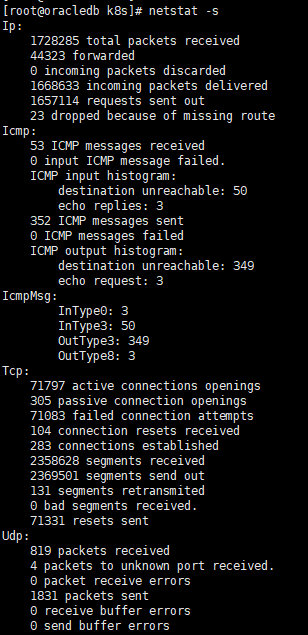 [root@oracledb k8s]# netstat -s
Ip:
1728285 total packets received
44323 forwarded
0 incoming packets discarded
1668633 incoming packets delivered
1657114 requests sent out
23 dropped because of missing route
Icmp:
53 ICMP messages received
0 input ICMP message failed.
ICMP input histogram:
destination unreachable: 50
echo replies: 3
352 ICMP messages sent
0 ICMP messages failed
ICMP output histogram:
destination unreachable: 349
echo request: 3
IcmpMsg:
InType0: 3
InType3: 50
OutType3: 349
OutType8: 3
Tcp:
71797 active connections openings
305 passive connection openings
71083 failed connection attempts
104 connection resets received
283 connections established
2358628 segments received
2369501 segments send out
131 segments retransmited
0 bad segments received.
71331 resets sent
Udp:
819 packets received
4 packets to unknown port received.
0 packet receive errors
1831 packets sent
0 receive buffer errors
0 send buffer errors